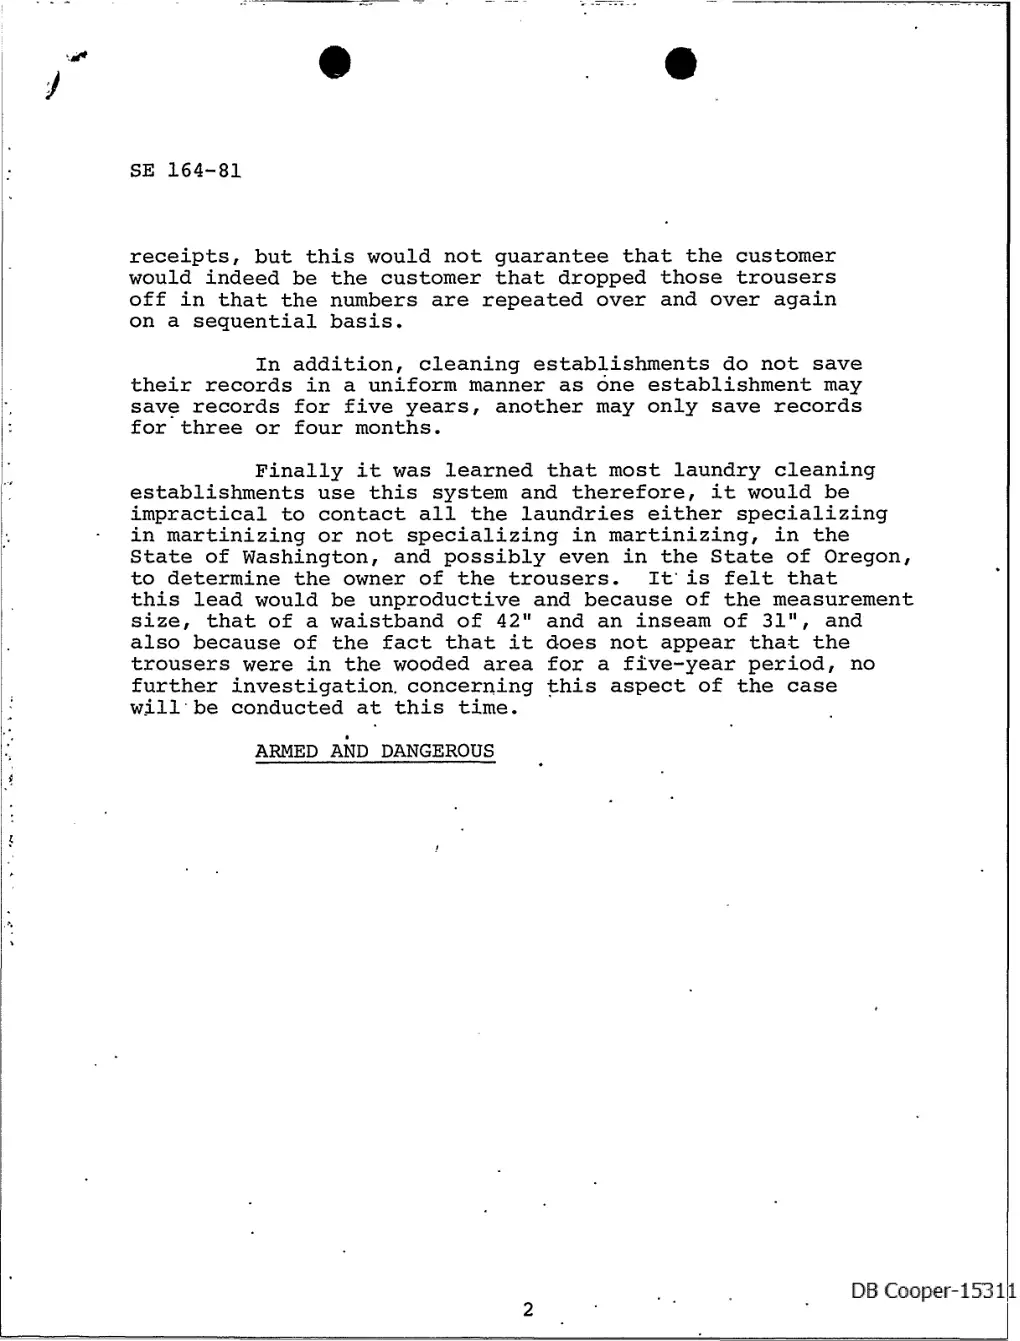 SE 164-81
receipts, but this would not guarantee that the customer
would indeed be the customer that dropped those trousers
off in that the numbers are repeated over and over again
on a sequential basis.
In addition, cleaning establishments do not save
their records in a uniform manner as one establishment may
save records for five years, another may only save records
for three or four months.
Finally it was learned that most laundry cleaning
establishments use this system and therefore, it would be
impractical to contact all the laundries either specializing
in martinizing or not specializing in martinizing, in the
State of Washington, and possibly even in the State of Oregon,
to determine the owner of the trousers. It is felt that
this lead would be unproductive and because of the measurement
size, that of a waistband of 42" and an inseam of 31", and
also because of the fact that it does not appear that the
trousers were in the wooded area for a five-year period, no
further investigation concerning this aspect of the case
will be conducted at this time.
ARMED AND DANGEROUS
DB Cooper-15311
2